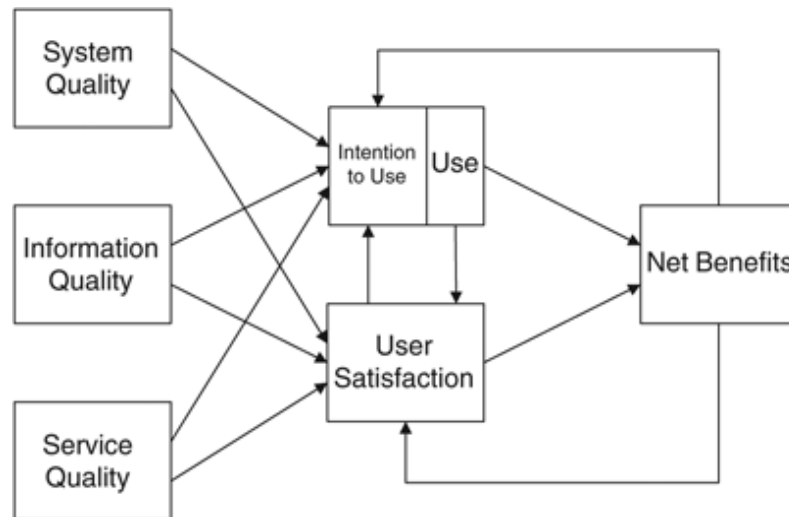 System
Quality
Intention
to Use
Use
Information
Quality
Net Benefits
User
Satisfaction
Service
Quality